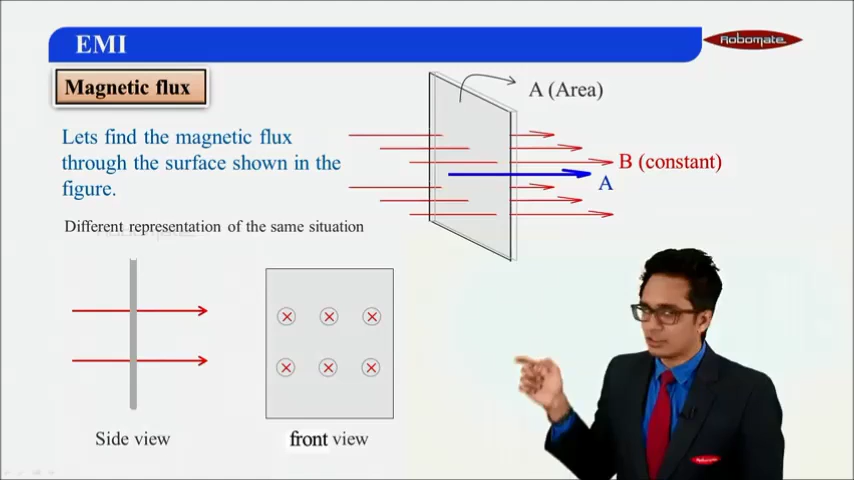 EMI
Robomate
Magnetic flux
A (Area)
Lets find the magnetic flux
through the surface shown in the
figure.
B (constant)
A
Different representation of the same situation
Side view
front view
Robomate